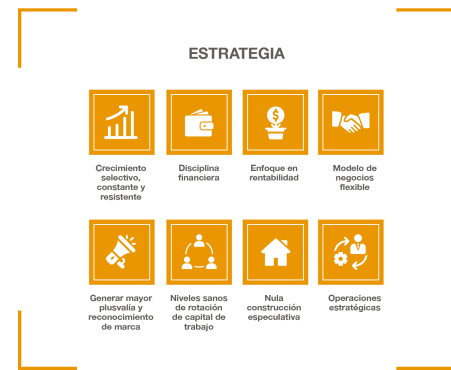 ESTRATEGIA
$
Crecimiento
selectivo,
constante y
resistente
Disciplina
financiera
Enfoque en
rentabilidad
Modelo de
negocios
flexible
Generar mayor
plusvalía y
reconocimiento
de marca
Niveles sanos
de rotación
de capital de
trabajo
Nula
construcción
especulativa
Operaciones
estratégicas